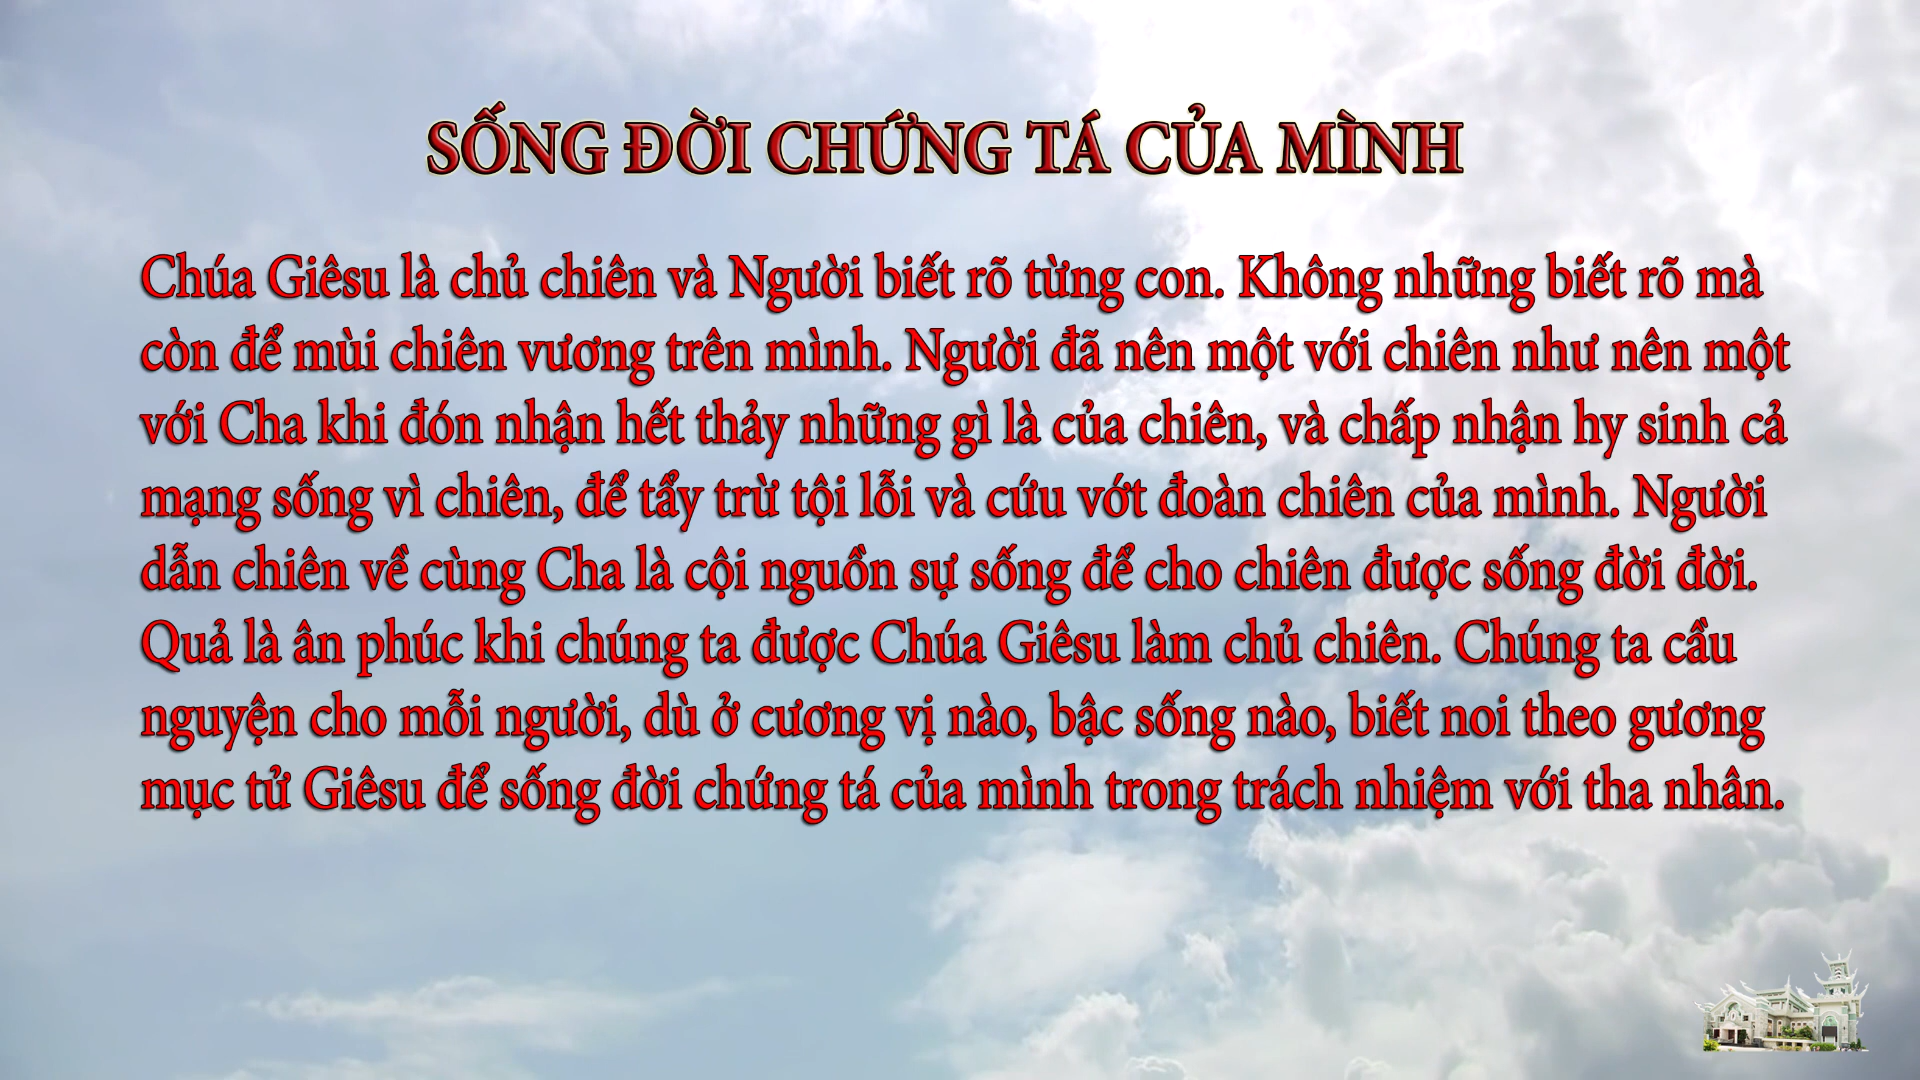 SỐNG ĐỜI CHỨNG TÁ CỦA MÌNH
Chúa Giêsu là chủ chiên và Người biết rõ từng con. Không những biết rõ mà
còn để mùi chiên vương trên mình. Người đã nên một với chiên như nên một
với Cha khi đón nhận hết thảy những gì là của chiên, và chấp nhận hy sinh cả
mạng sống vì chiên, để tẩy trừ tội lỗi và cứu vớt đoàn chiên của mình. Người
dẫn chiên về cùng Cha là cội nguồn sự sống để cho chiên được sống đời đời.
Quả là ân phúc khi chúng ta được Chúa Giêsu làm chủ chiên. Chúng ta cầu
nguyện cho mỗi người, dù ở cương vị nào, bậc sống nào, biết noi theo gương
mục tử Giêsu để sống đời chứng tá của mình trong trách nhiệm với tha nhân.